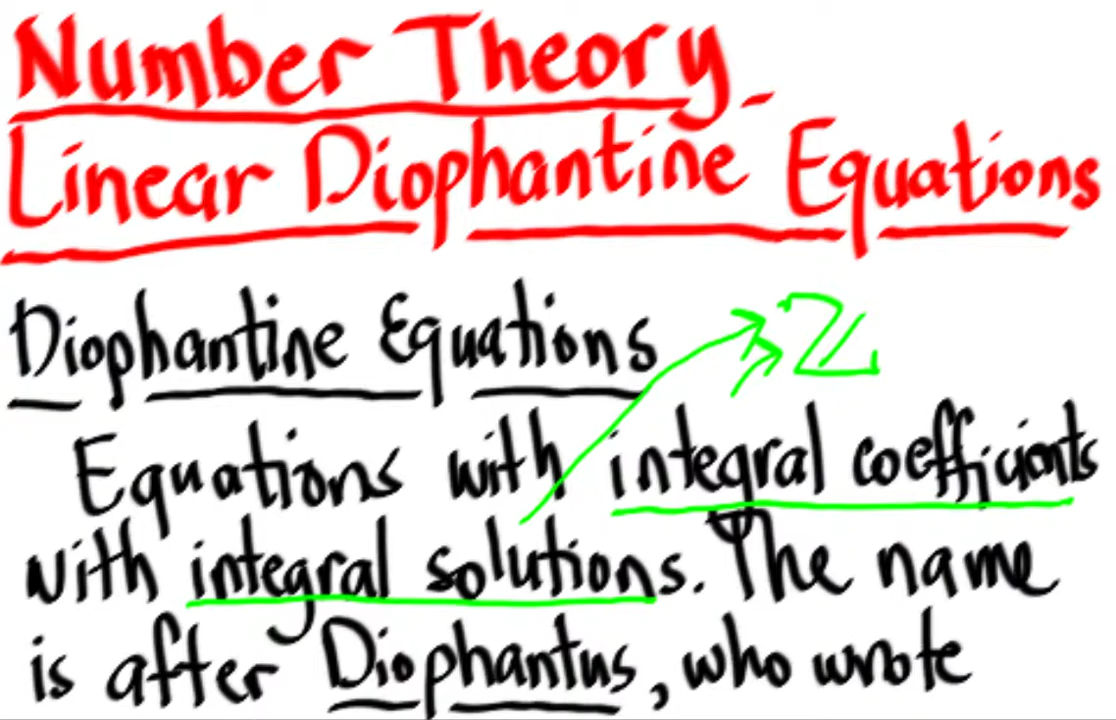 Number Theory -
Linear Diophantine Equations
Diophantine Equations ℤ
Equations with integral coefficients
with integral solutions. The name
is after Diophantus, who wrote